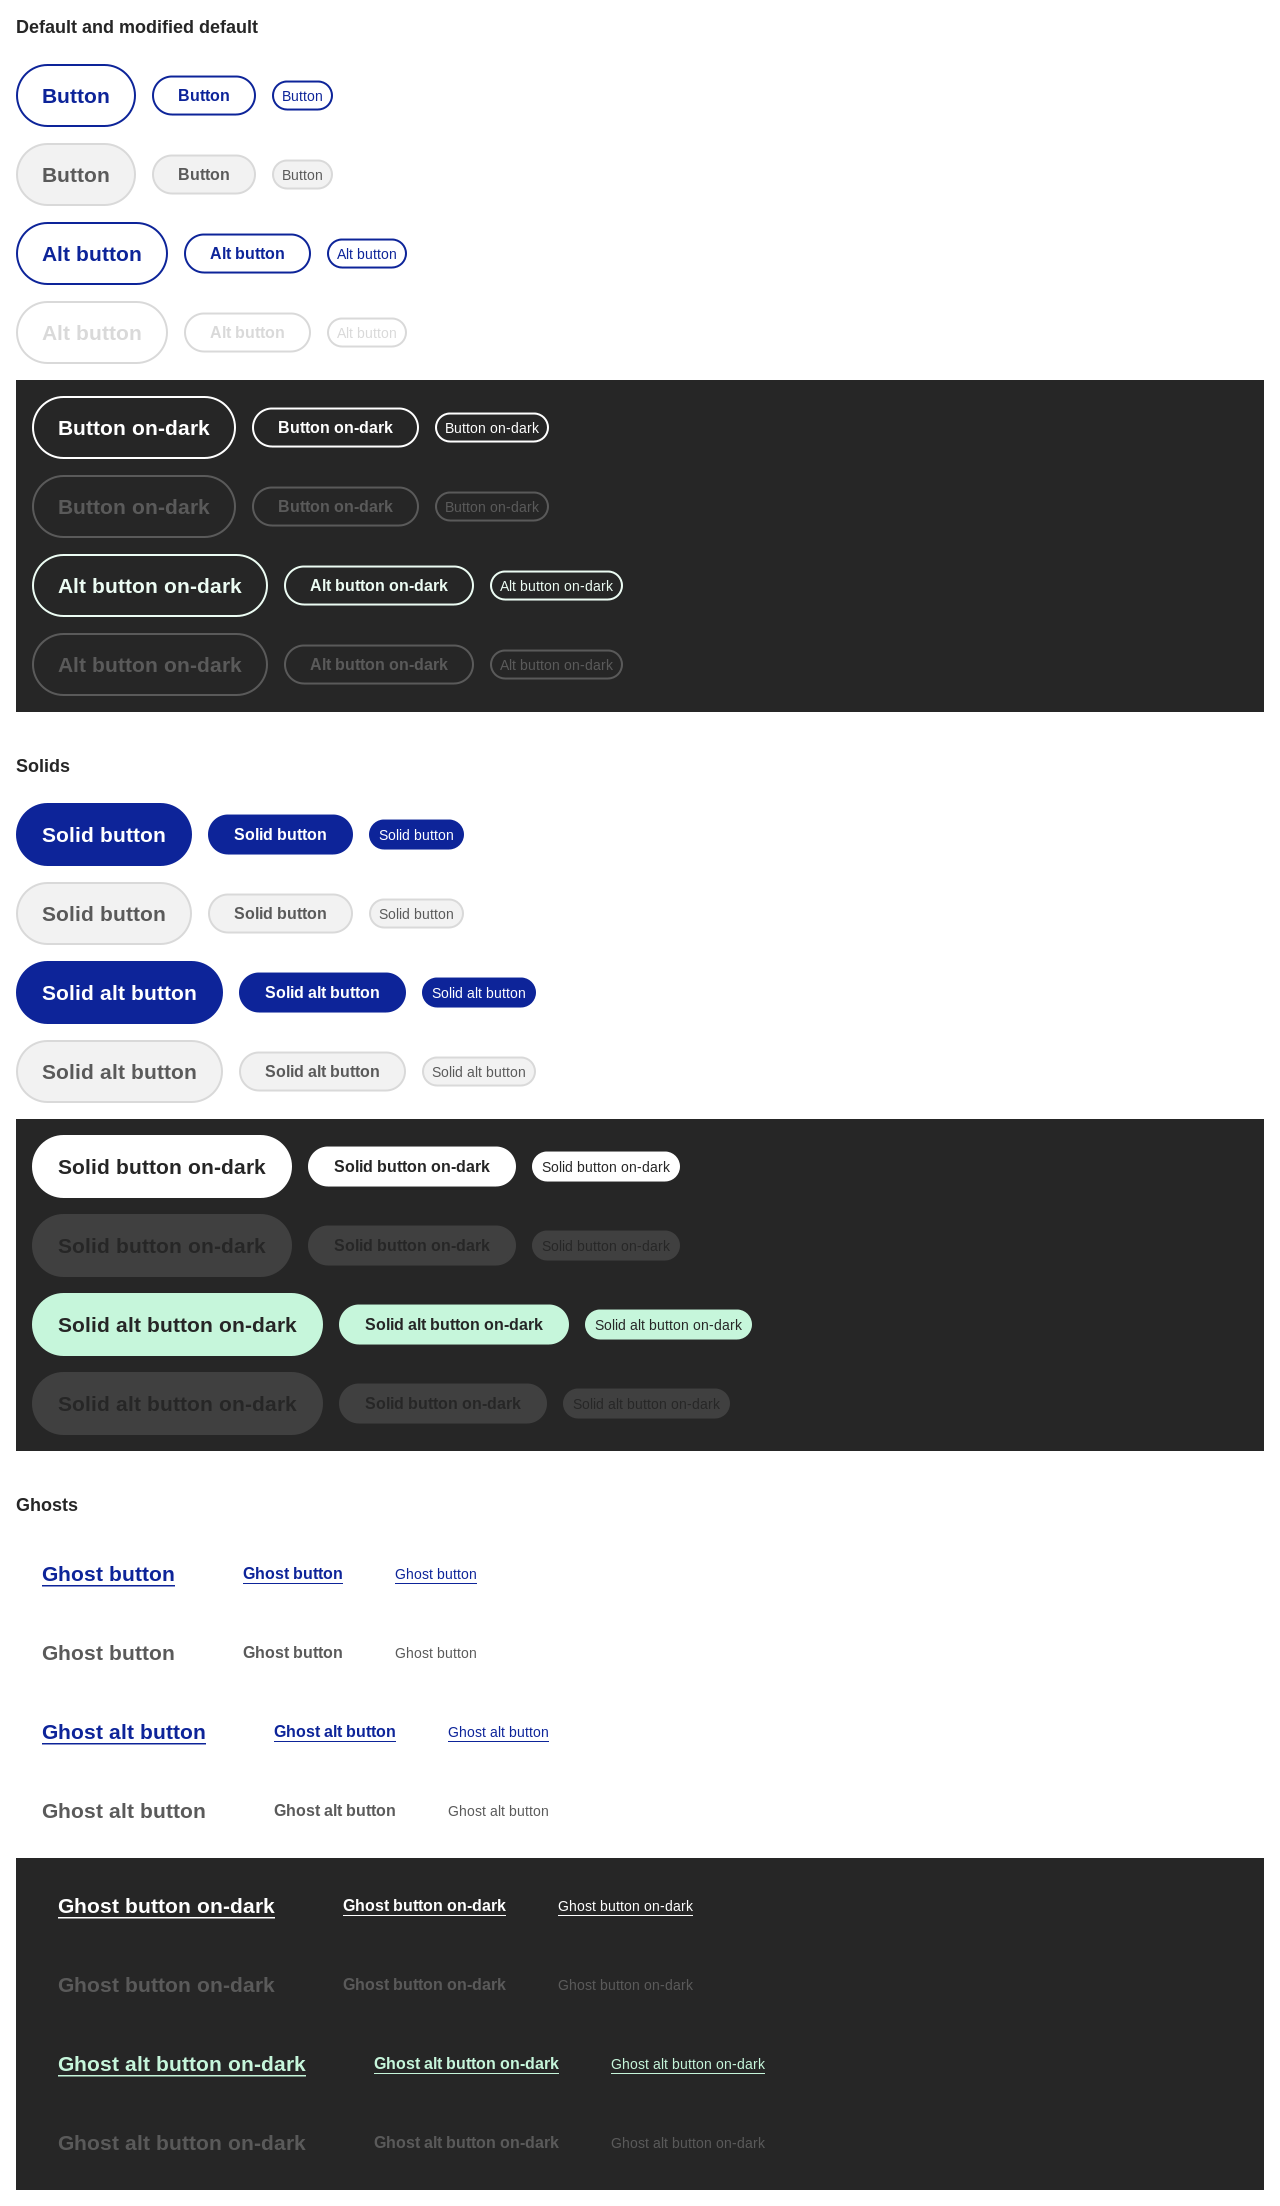 Default and modified default
Button Button Button
Button Button Button
Alt button Alt button Alt button
Alt button Alt button Alt button
Button on-dark Button on-dark Button on-dark
Button on-dark Button on-dark Button on-dark
Alt button on-dark Alt button on-dark Alt button on-dark
Alt button on-dark Alt button on-dark Alt button on-dark
Solids
Solid button Solid button Solid button
Solid button Solid button Solid button
Solid alt button Solid alt button Solid alt button
Solid alt button Solid alt button Solid alt button
Solid button on-dark Solid button on-dark Solid button on-dark
Solid button on-dark Solid button on-dark Solid button on-dark
Solid alt button on-dark Solid alt button on-dark Solid alt button on-dark
Solid alt button on-dark Solid button on-dark Solid alt button on-dark
Ghosts
Ghost button Ghost button Ghost button
Ghost button Ghost button Ghost button
Ghost alt button Ghost alt button Ghost alt button
Ghost alt button Ghost alt button Ghost alt button
Ghost button on-dark Ghost button on-dark Ghost button on-dark
Ghost button on-dark Ghost button on-dark Ghost button on-dark
Ghost alt button on-dark Ghost alt button on-dark Ghost alt button on-dark
Ghost alt button on-dark Ghost alt button on-dark Ghost alt button on-dark